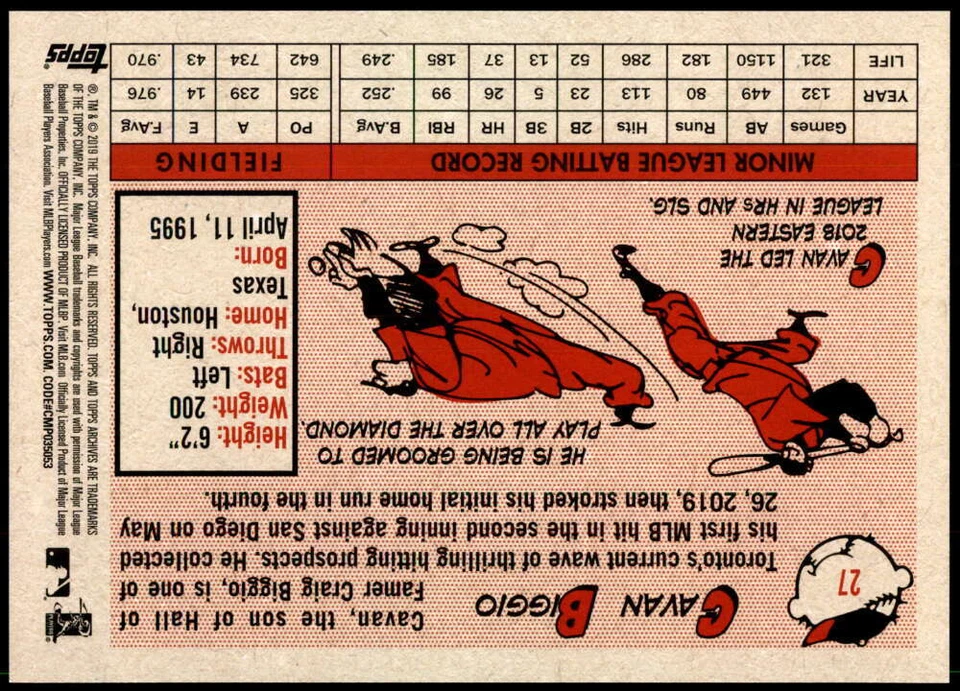 27
CAVAN BIGGIO
Cavan, the son of Hall of
Famer Craig Biggio, is one of
Toronto's current wave of thrilling hitting prospects. He collected
his first MLB hit in the second inning against San Diego on May
26, 2019, then stroked his initial home run in the fourth.
HE IS BEING GROOMED TO
PLAY ALL OVER THE DIAMOND
CAVAN LED THE
2018 EASTERN
LEAGUE IN HRs AND SLG.
Height: 6'2"
Weight: 200
Bats: Left
Throws: Right
Home: Houston,
Texas
Born:
April 11, 1995
MINOR LEAGUE BATTING RECORD FIELDING
Games AB Runs Hits 2B 3B HR RBI B.Avg PO A E F.Avg
YEAR 132 449 80 113 23 5 26 99 .252 325 239 14 .976
LIFE 321 1150 182 286 52 13 37 185 .249 642 734 43 .970
Topps®
®, TM & © 2019 THE TOPPS COMPANY, INC. ALL RIGHTS RESERVED. TOPPS AND TOPPS ARCHIVES ARE TRADEMARKS
OF THE TOPPS COMPANY, INC. Major League Baseball trademarks and copyrights are used with permission of Major League
Baseball Properties, Inc. OFFICIALLY LICENSED PRODUCT OF MLBP. Visit MLB.com Officially Licensed Product of Major League
Baseball Players Association. Visit MLBPlayers.com WWW.TOPPS.COM. CODE#CMP035053
PLAYERS